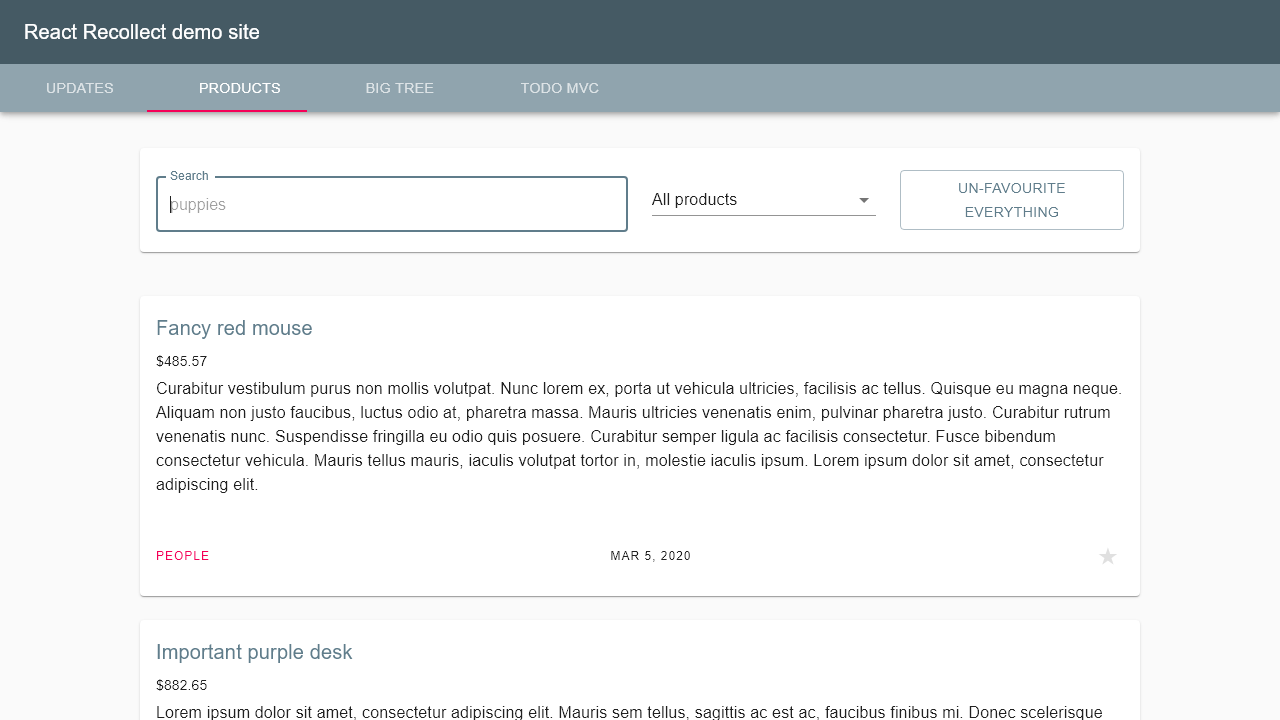 React Recollect demo site
UPDATES
PRODUCTS
BIG TREE
TODO MVC
Search
puppies
All products
UN-FAVOURITE
EVERYTHING
Fancy red mouse
$485.57
Curabitur vestibulum purus non mollis volutpat. Nunc lorem ex, porta ut vehicula ultricies, facilisis ac tellus. Quisque eu magna neque.
Aliquam non justo faucibus, luctus odio at, pharetra massa. Mauris ultricies venenatis enim, pulvinar pharetra justo. Curabitur rutrum
venenatis nunc. Suspendisse fringilla eu odio quis posuere. Curabitur semper ligula ac facilisis consectetur. Fusce bibendum
consectetur vehicula. Mauris tellus mauris, iaculis volutpat tortor in, molestie iaculis ipsum. Lorem ipsum dolor sit amet, consectetur
adipiscing elit.
PEOPLE
MAR 5, 2020
Important purple desk
$882.65
Lorem ipsum dolor sit amet, consectetur adipiscing elit. Mauris sem tellus, sagittis ac est ac, faucibus finibus mi. Donec scelerisque